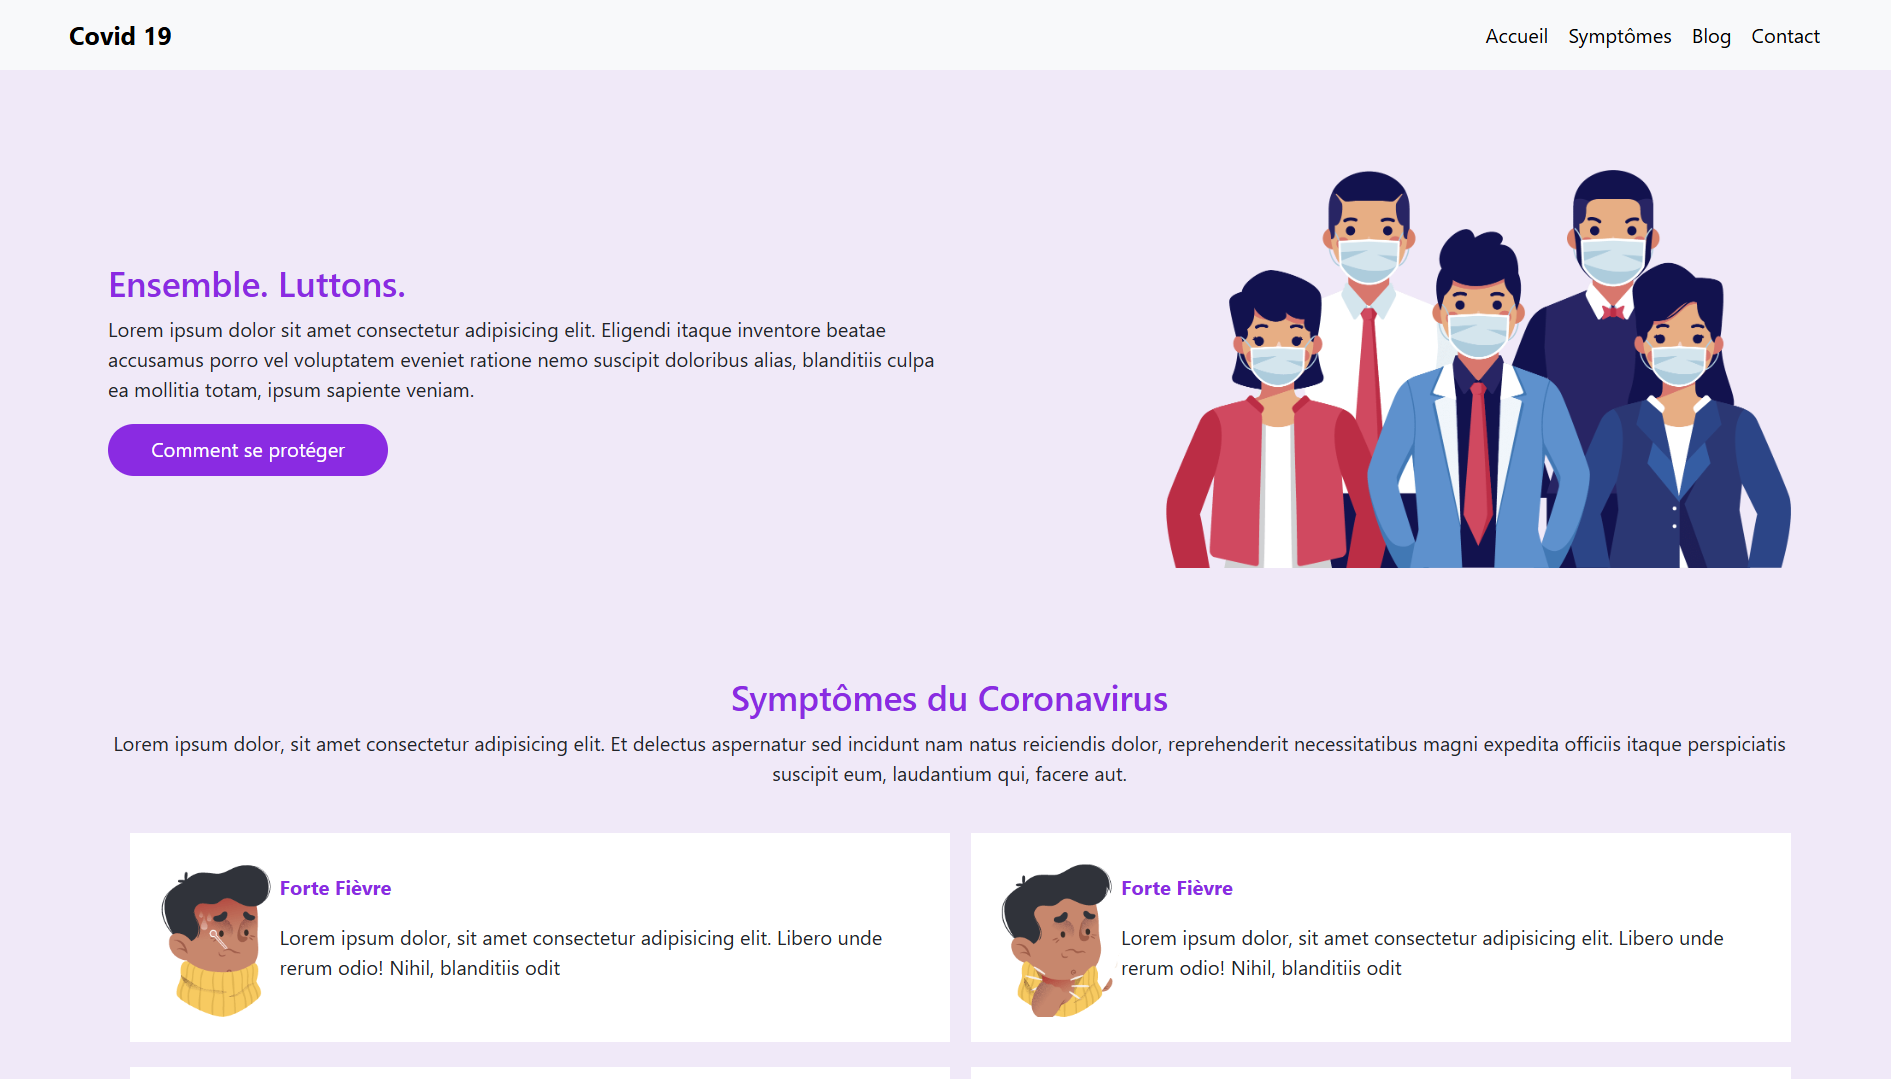 Covid 19
Accueil Symptômes Blog Contact
Ensemble. Luttons.
Lorem ipsum dolor sit amet consectetur adipisicing elit. Eligendi itaque inventore beatae
accusamus porro vel voluptatem eveniet ratione nemo suscipit doloribus alias, blanditiis culpa
ea mollitia totam, ipsum sapiente veniam.
Comment se protéger
Symptômes du Coronavirus
Lorem ipsum dolor, sit amet consectetur adipisicing elit. Et delectus aspernatur sed incidunt nam natus reiciendis dolor, reprehenderit necessitatibus magni expedita officiis itaque perspiciatis
suscipit eum, laudantium qui, facere aut.
Forte Fièvre
Lorem ipsum dolor, sit amet consectetur adipisicing elit. Libero unde
rerum odio! Nihil, blanditiis odit
Forte Fièvre
Lorem ipsum dolor, sit amet consectetur adipisicing elit. Libero unde
rerum odio! Nihil, blanditiis odit